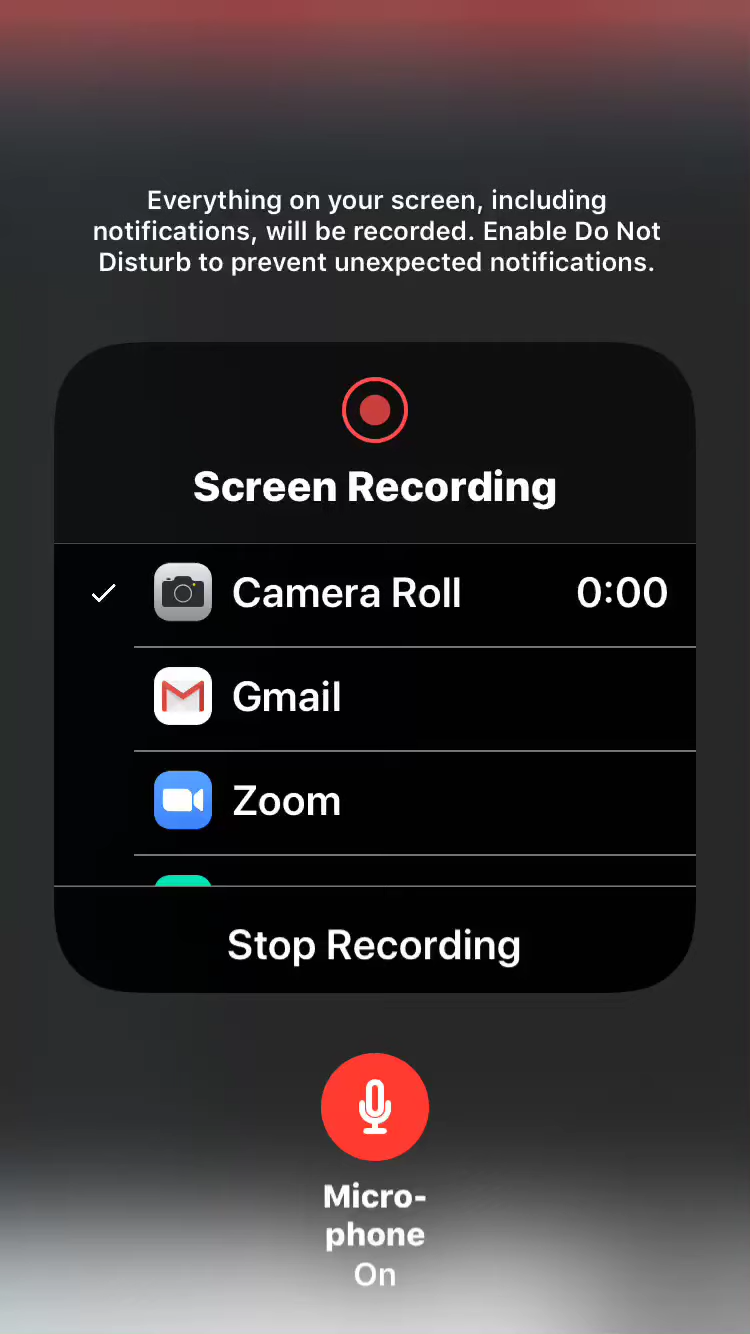 Everything on your screen, including
notifications, will be recorded. Enable Do Not
Disturb to prevent unexpected notifications.
Screen Recording
Camera Roll 0:00
Gmail
Zoom
Stop Recording
Micro-
phone
On